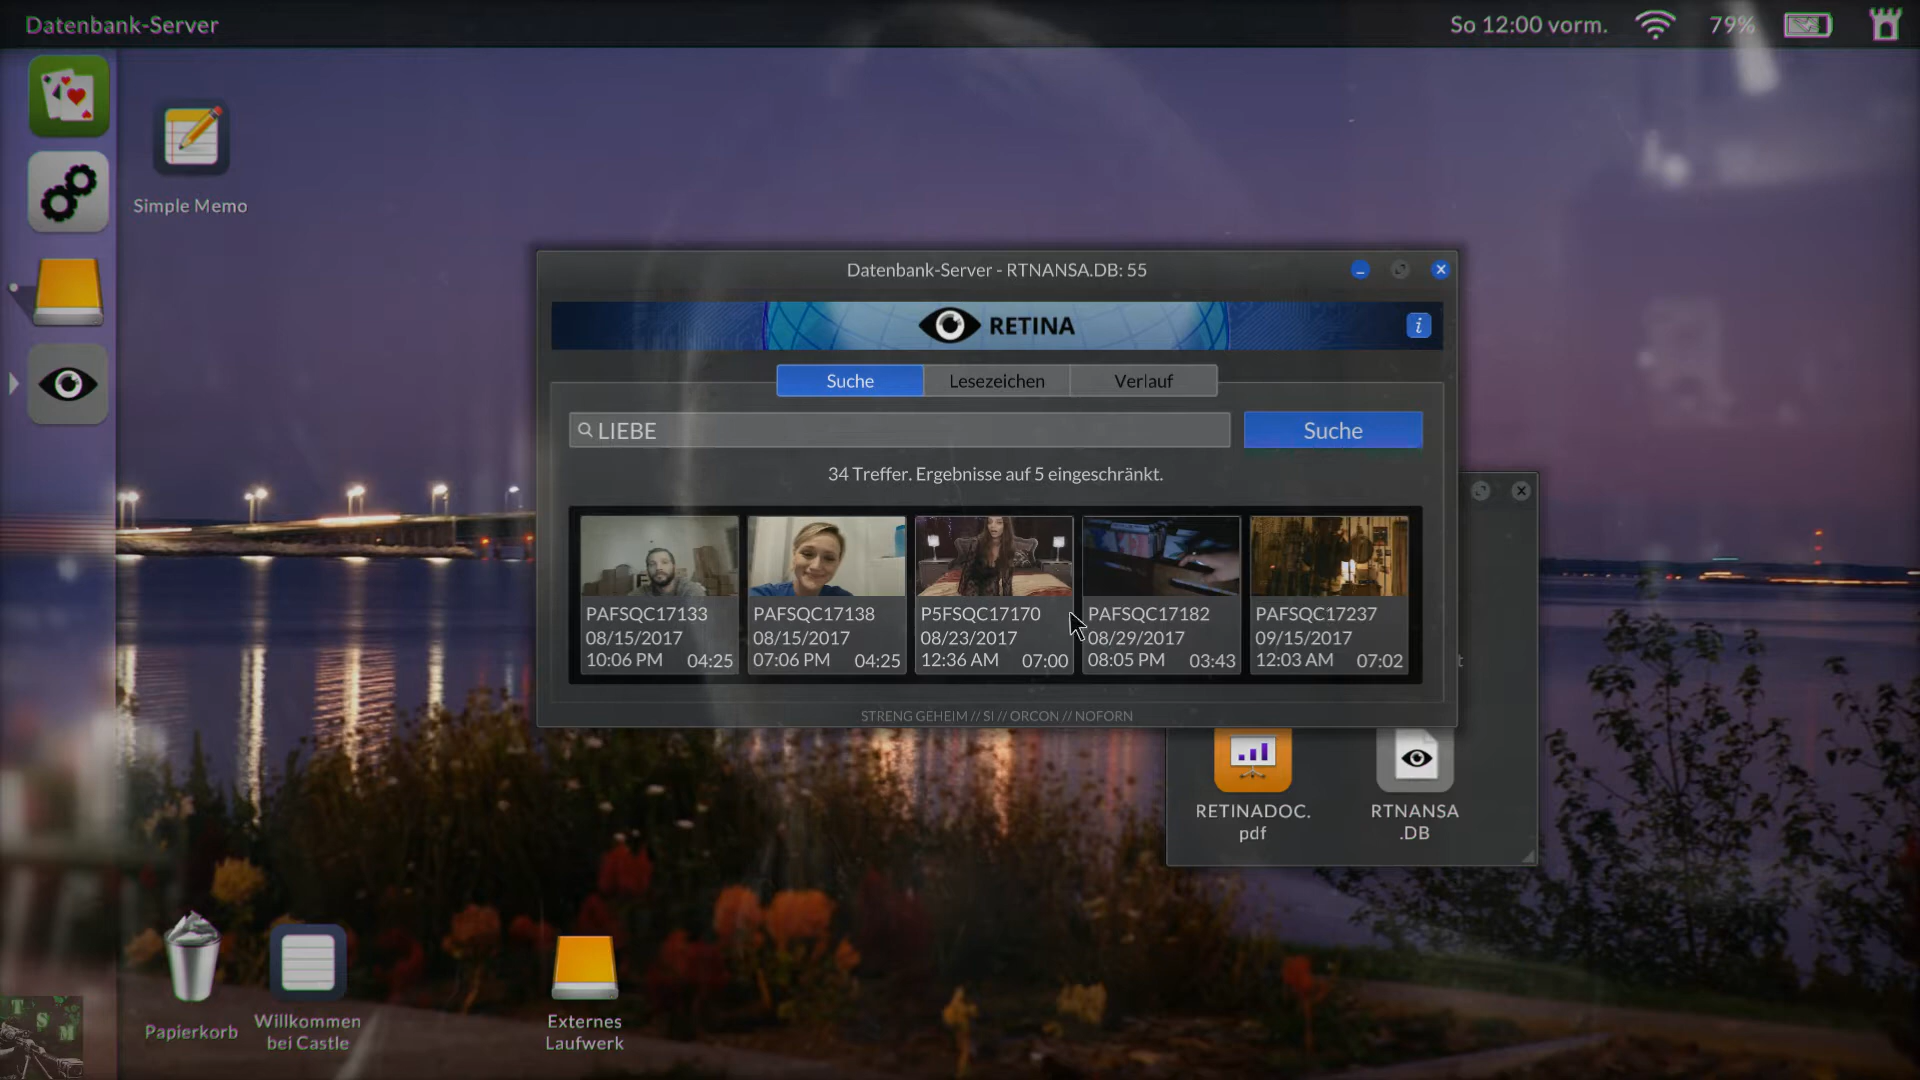 Datenbank-Server
So 12:00 vorm.
79%
Simple Memo
Datenbank-Server - RTNANSA.DB: 55
RETINA
i
Suche
Lesezeichen
Verlauf
LIEBE
Suche
34 Treffer. Ergebnisse auf 5 eingeschränkt.
PAFSQC17133
08/15/2017
10:06 PM 04:25
PAFSQC17138
08/15/2017
07:06 PM 04:25
P5FSQC17170
08/23/2017
12:36 AM 07:00
PAFSQC17182
08/29/2017
08:05 PM 03:43
PAFSQC17237
09/15/2017
12:03 AM 07:02
STRENG GEHEIM // SI // ORCON // NOFORN
RETINADOC.
pdf
RTNANSA
.DB
Papierkorb
Willkommen
bei Castle
Externes
Laufwerk
T S M